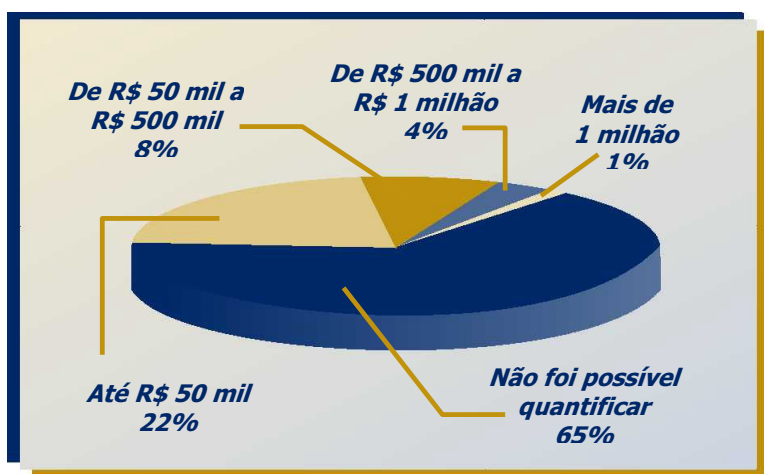 De R$ 50 mil a
R$ 500 mil
8%
De R$ 500 mil a
R$ 1 milhão
4%
Mais de
1 milhão
1%
Até R$ 50 mil
22%
Não foi possível
quantificar
65%